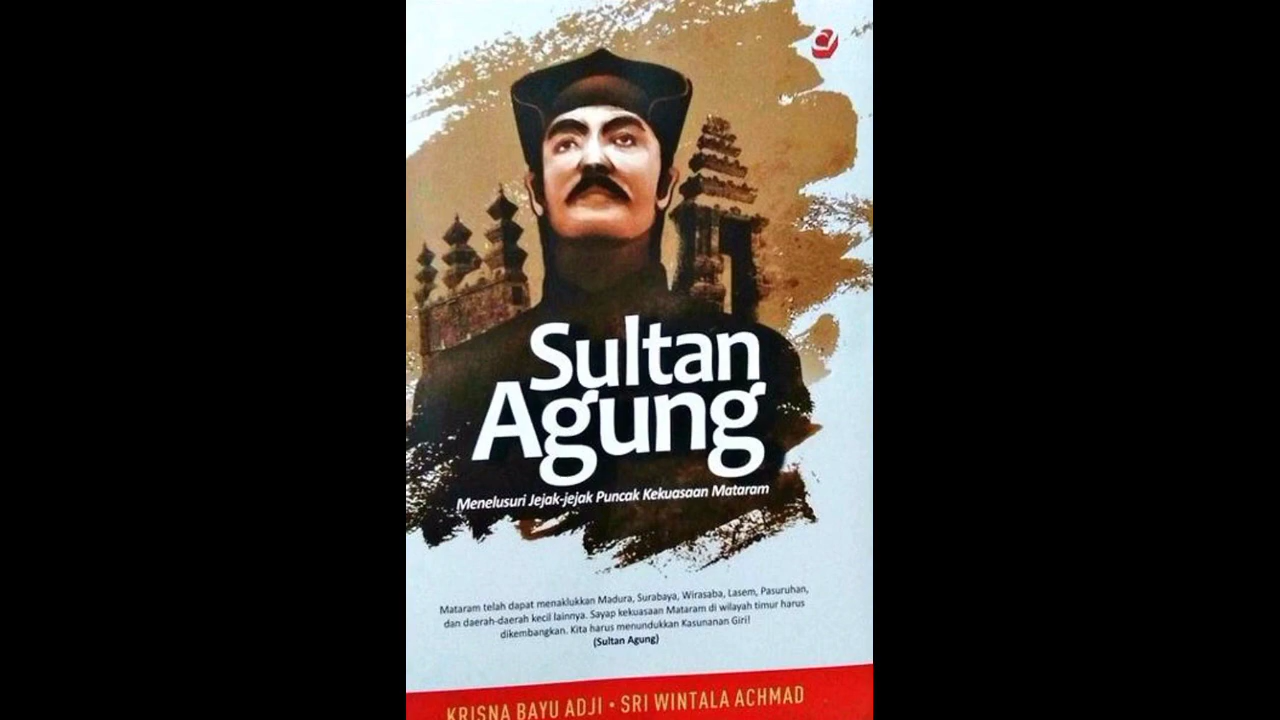 Sultan
Agung
Menelusuri Jejak-jejak Puncak Kekuasaan Mataram
Mataram telah dapat menaklukkan Madura, Surabaya, Wirasaba, Lasem, Pasuruhan,
dan daerah-daerah kecil lainnya. Sayap kekuasaan Mataram di wilayah timur harus
dikembangkan. Kita harus menundukkan Kasunanan Giri!
(Sultan Agung)
KRISNA BAYU ADJI • SRI WINTALA ACHMAD